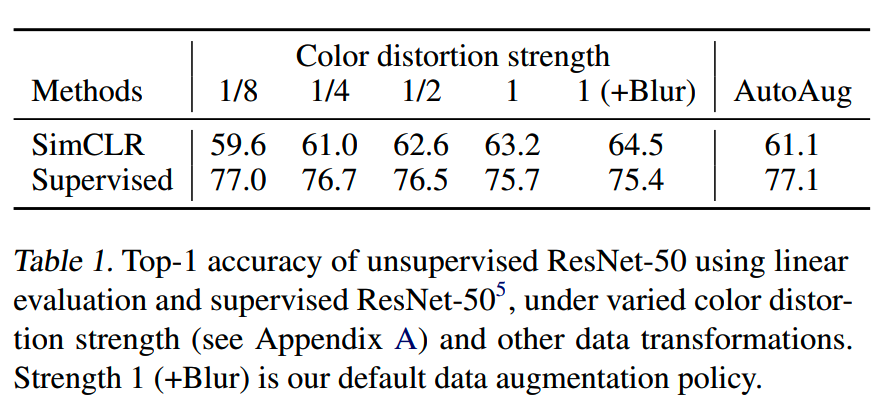 Color distortion strength
Methods 1/8 1/4 1/2 1 1 (+Blur) AutoAug
SimCLR 59.6 61.0 62.6 63.2 64.5 61.1
Supervised 77.0 76.7 76.5 75.7 75.4 77.1
Table 1. Top-1 accuracy of unsupervised ResNet-50 using linear
evaluation and supervised ResNet-50⁵, under varied color distor-
tion strength (see Appendix A) and other data transformations.
Strength 1 (+Blur) is our default data augmentation policy.